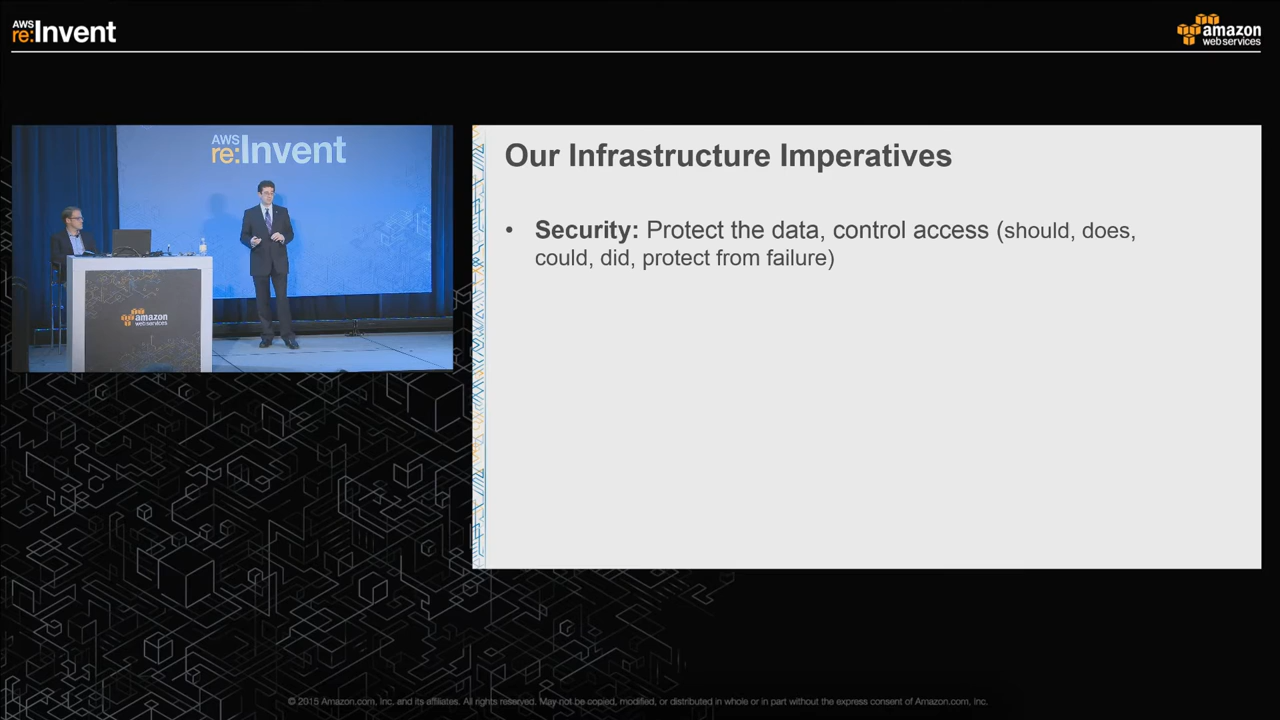 AWS
re:Invent
amazon
web services
AWS
re:Invent
amazon
web services
Our Infrastructure Imperatives
• Security: Protect the data, control access (should, does,
could, did, protect from failure)
© 2015 Amazon.com, Inc. and its affiliates. All rights reserved. May not be copied, modified, or distributed in whole or in part without the express consent of Amazon.com, Inc.